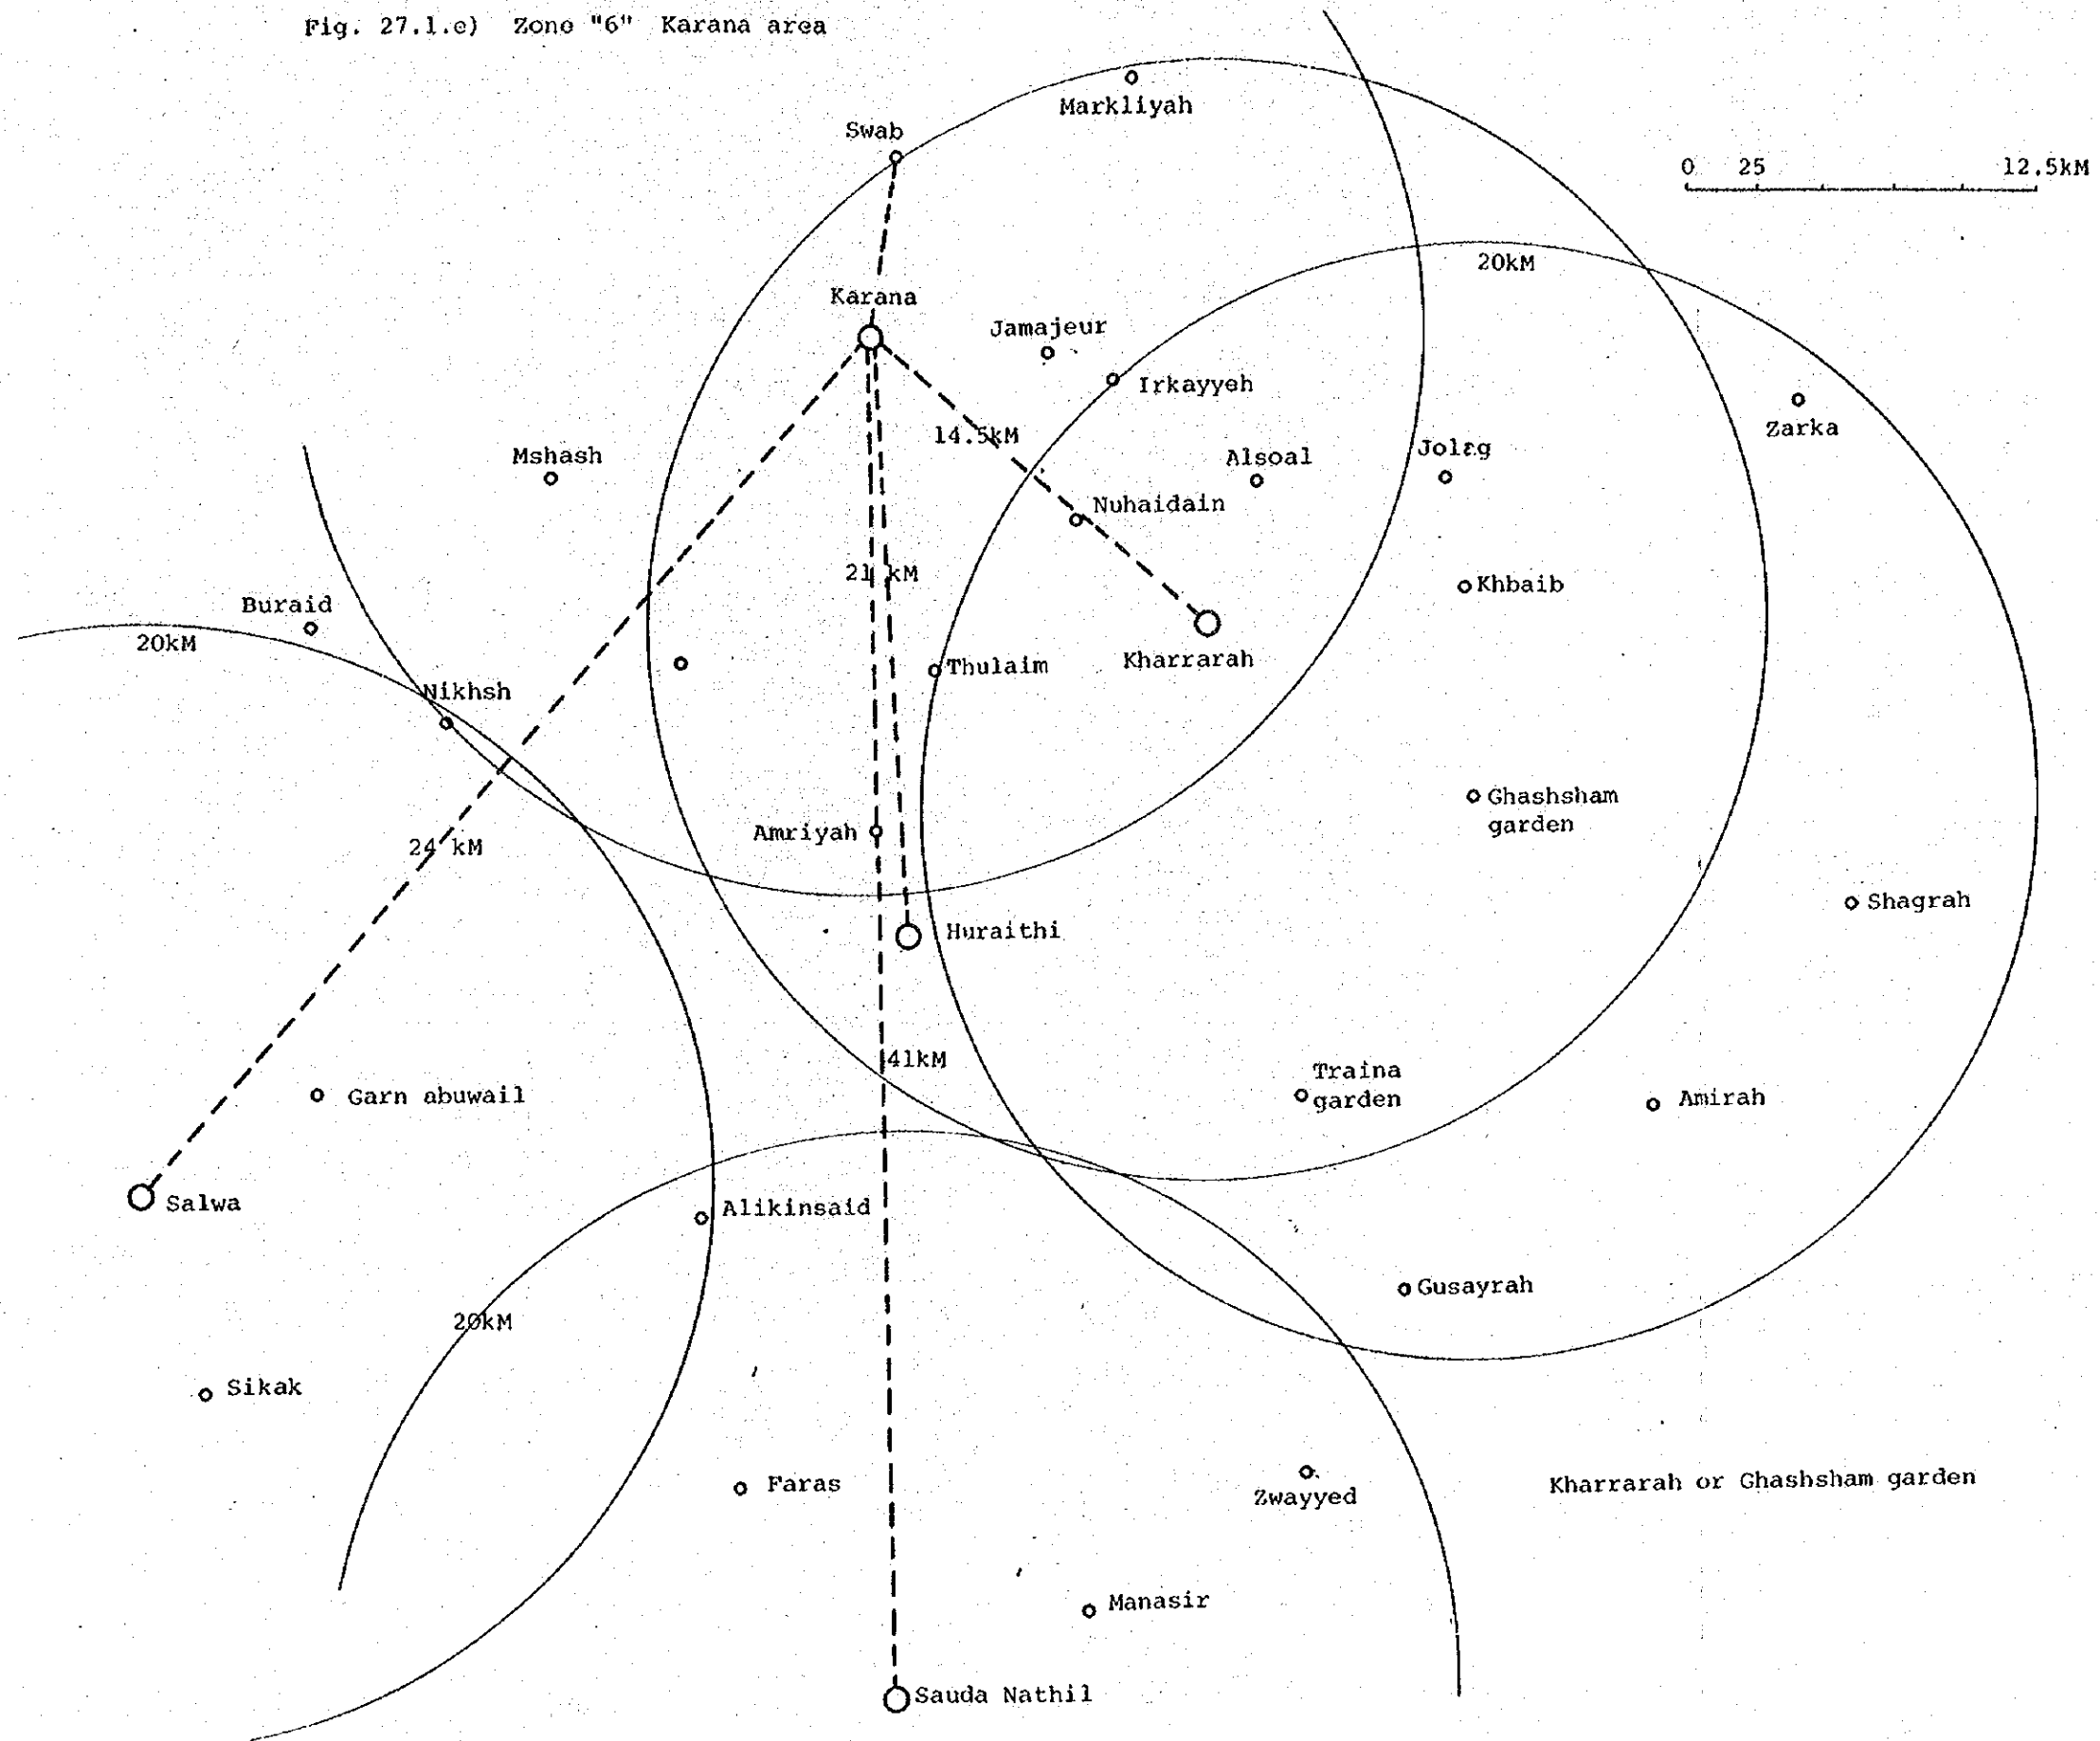 Fig. 27.1.e) Zone "6" Karana area
Markliyah
Swab
0 25 12.5kM
20kM
Karana
Jamajeur
Irkayyeh
Zarka
14.5kM
Mshash
Alsoal
Nuhaidain
21 kM
Khbaib
Buraid
20kM
Thulaim
Kharrarah
Nikhsh
Ghashsham
garden
Amriyah
24 kM
Shagrah
Huraithi
41kM
Traina
garden
Garn abuwail
Amirah
Salwa
Alikinsaid
Gusayrah
20kM
Sikak
Faras
Zwayyed
Kharrarah or Ghashsham garden
Manasir
Sauda Nathil